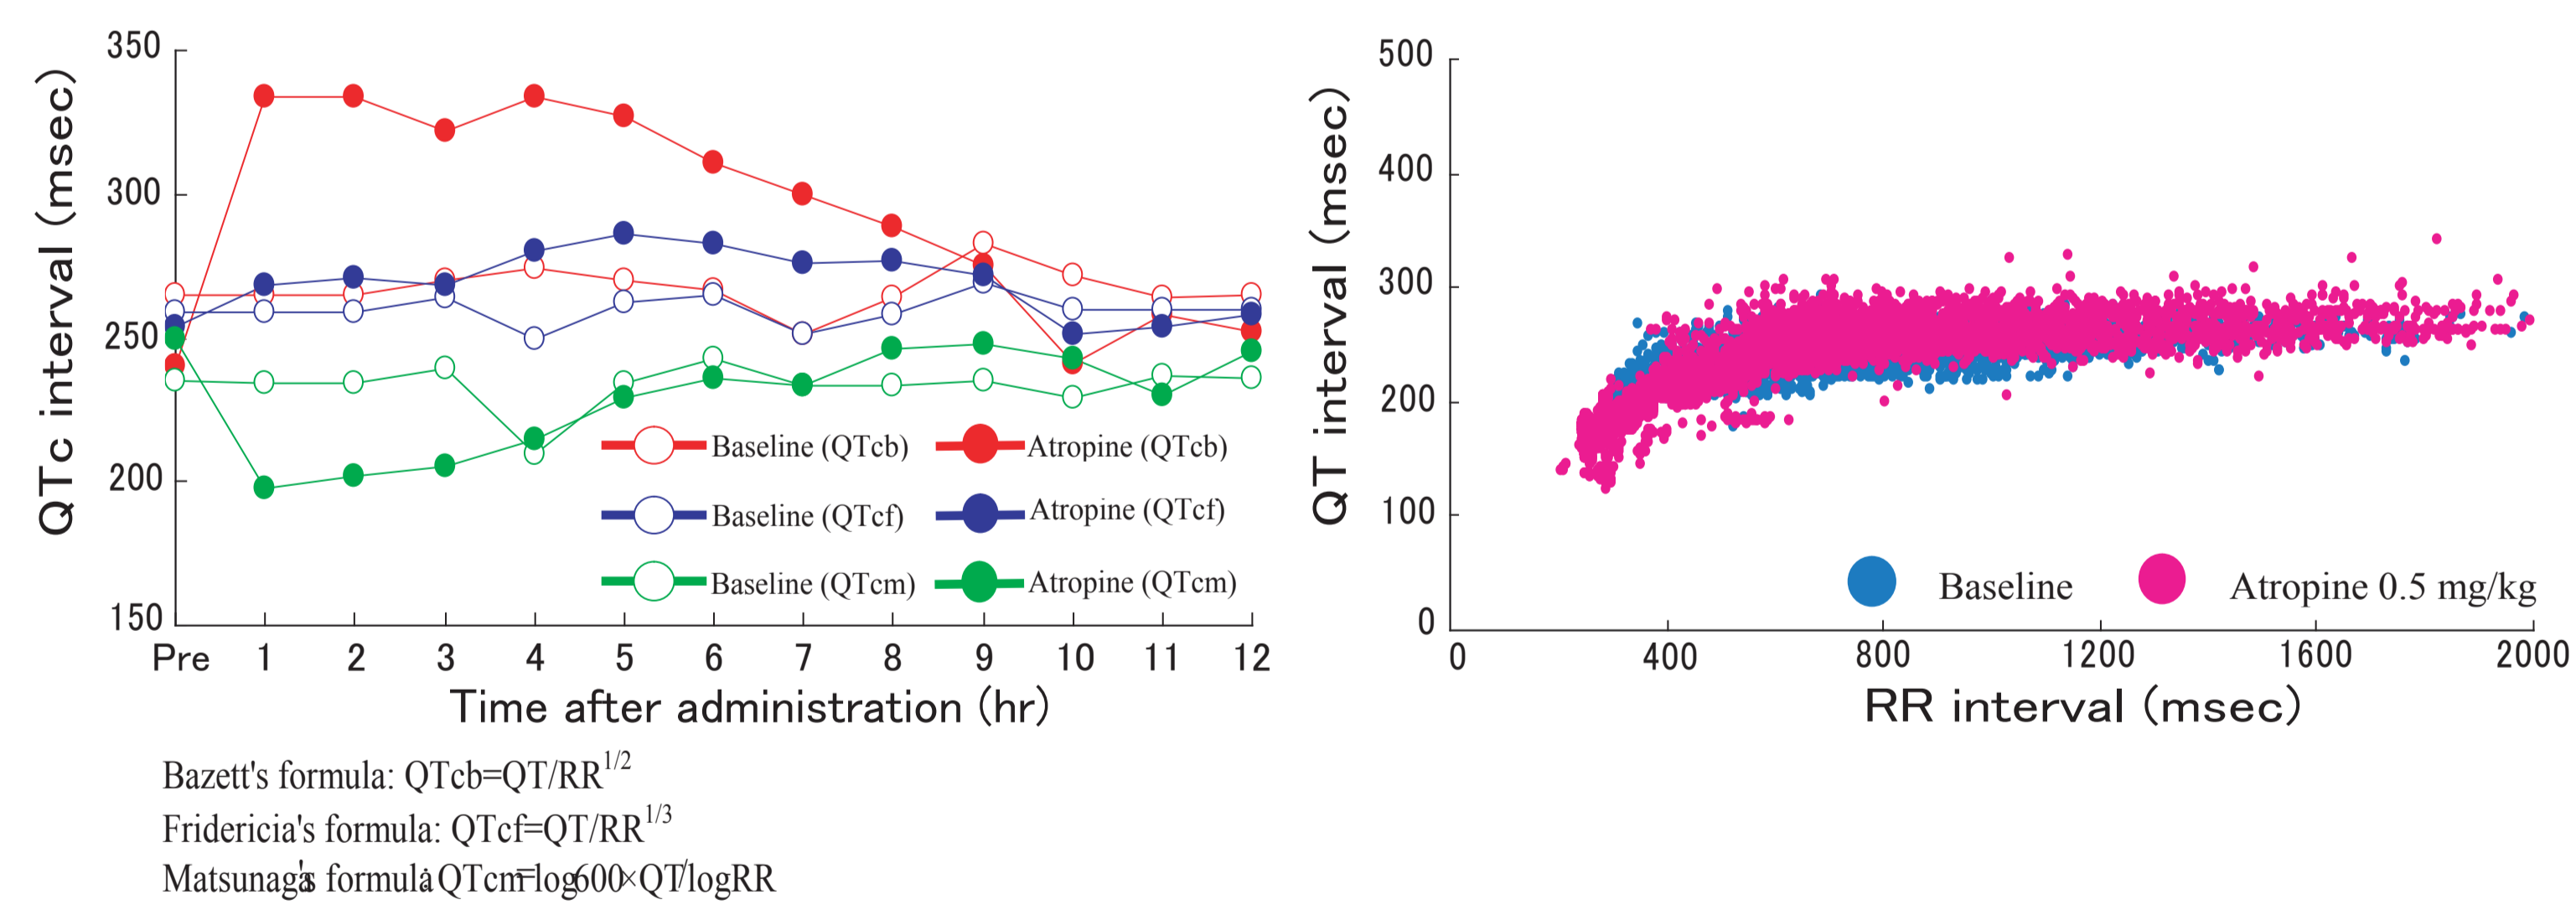 QTc interval (msec)
350
300
250
200
150
Baseline (QTcb) Atropine (QTcb)
Baseline (QTcf) Atropine (QTcf)
Baseline (QTcm) Atropine (QTcm)
Pre 1 2 3 4 5 6 7 8 9 10 11 12
Time after administration (hr)
Bazett's formula: QTcb=QT/RR^1/2
Fridericia's formula: QTcf=QT/RR^1/3
Matsunaga's formula: QTcm=log600×QT/logRR
QT interval (msec)
500
400
300
200
100
0
Baseline Atropine 0.5 mg/kg
0 400 800 1200 1600 2000
RR interval (msec)